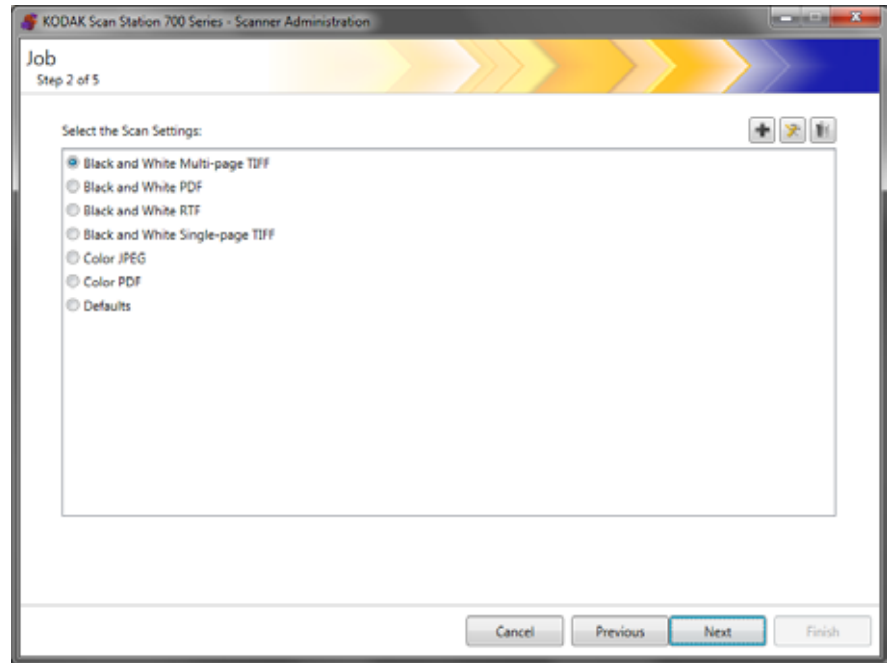 KODAK Scan Station 700 Series - Scanner Administration
Job
Step 2 of 5
Select the Scan Settings:
Black and White Multi-page TIFF
Black and White PDF
Black and White RTF
Black and White Single-page TIFF
Color JPEG
Color PDF
Defaults
Cancel Previous Next Finish